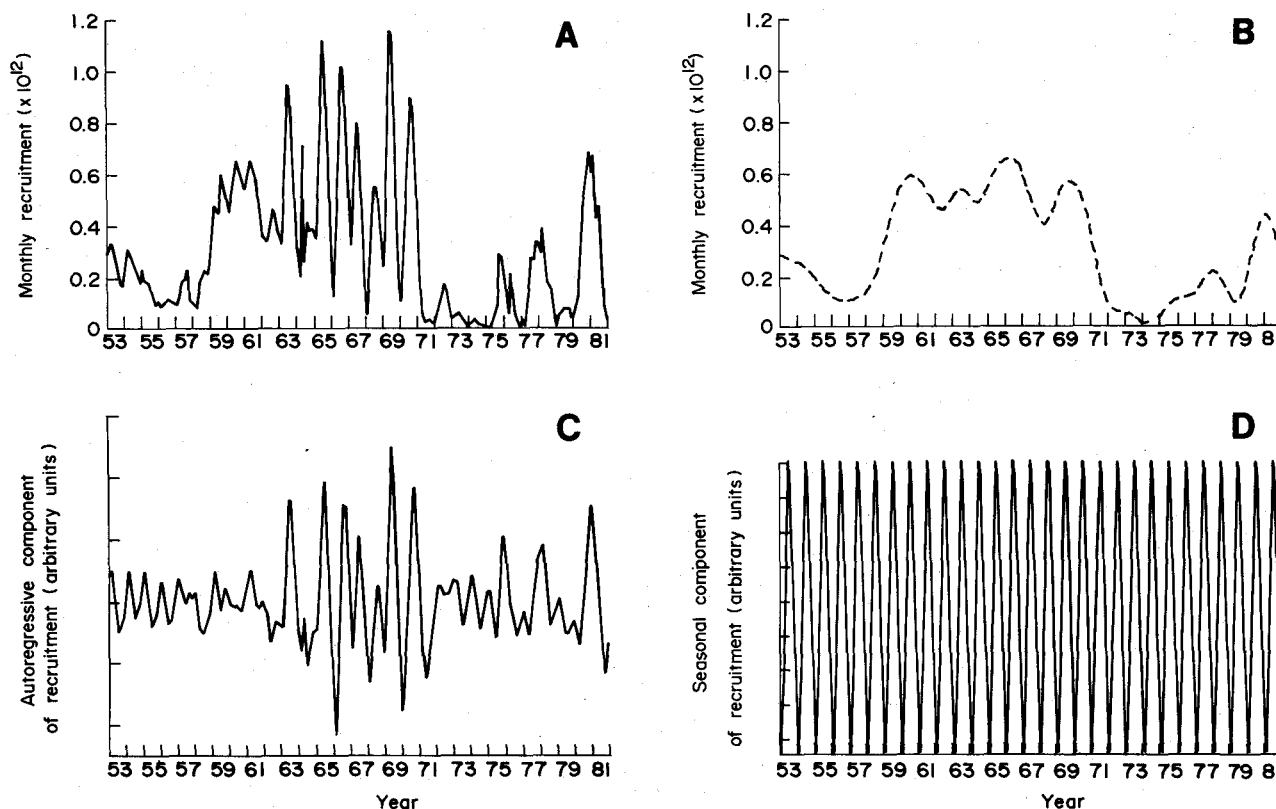 A
Monthly recruitment (x 10¹²)
1.2
1.0
0.8
0.6
0.4
0.2
0
53 55 57 59 61 63 65 67 69 71 73 75 77 79 81
B
Monthly recruitment (x 10¹²)
1.2
1.0
0.8
0.6
0.4
0.2
0
53 55 57 59 61 63 65 67 69 71 73 75 77 79 8
C
Autoregressive component
of recruitment (arbitrary units)
53 55 57 59 61 63 65 67 69 71 73 75 77 79 81
Year
D
Seasonal component
of recruitment (arbitrary units)
53 55 57 59 61 63 65 67 69 71 73 75 77 79 8
Year